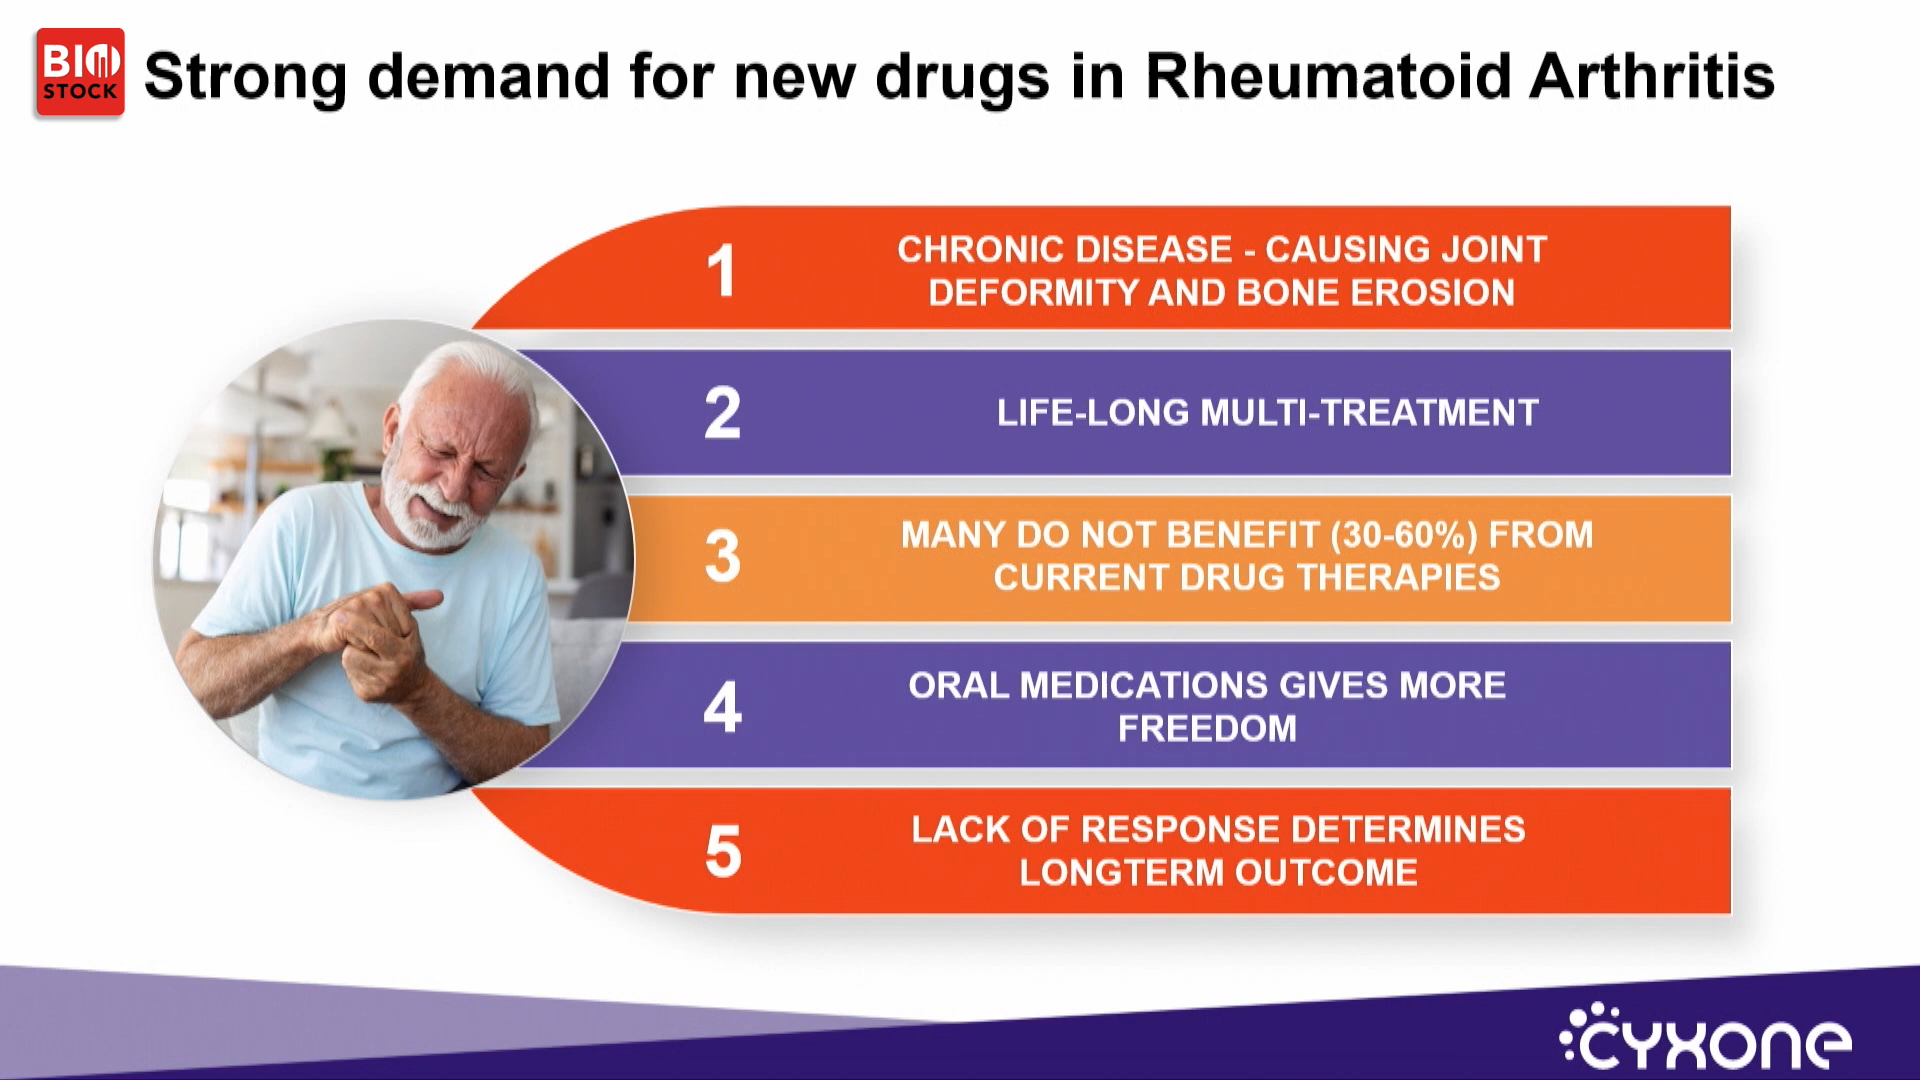 BIO
STOCK
Strong demand for new drugs in Rheumatoid Arthritis
1
CHRONIC DISEASE - CAUSING JOINT
DEFORMITY AND BONE EROSION
2
LIFE-LONG MULTI-TREATMENT
3
MANY DO NOT BENEFIT (30-60%) FROM
CURRENT DRUG THERAPIES
4
ORAL MEDICATIONS GIVES MORE
FREEDOM
5
LACK OF RESPONSE DETERMINES
LONGTERM OUTCOME
CYXONE